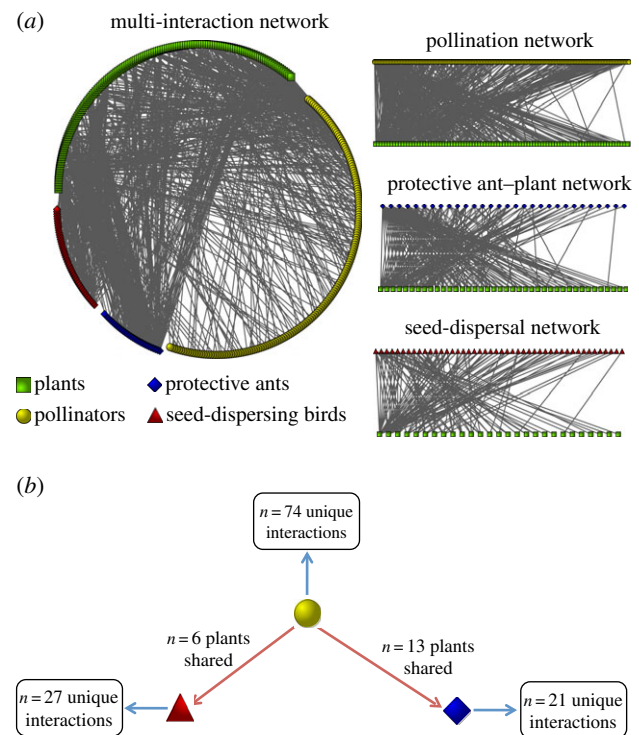 (a)
multi-interaction network
pollination network
protective ant–plant network
seed-dispersal network
plants
protective ants
pollinators
seed-dispersing birds
(b)
n = 74 unique
interactions
n = 6 plants
shared
n = 13 plants
shared
n = 27 unique
interactions
n = 21 unique
interactions